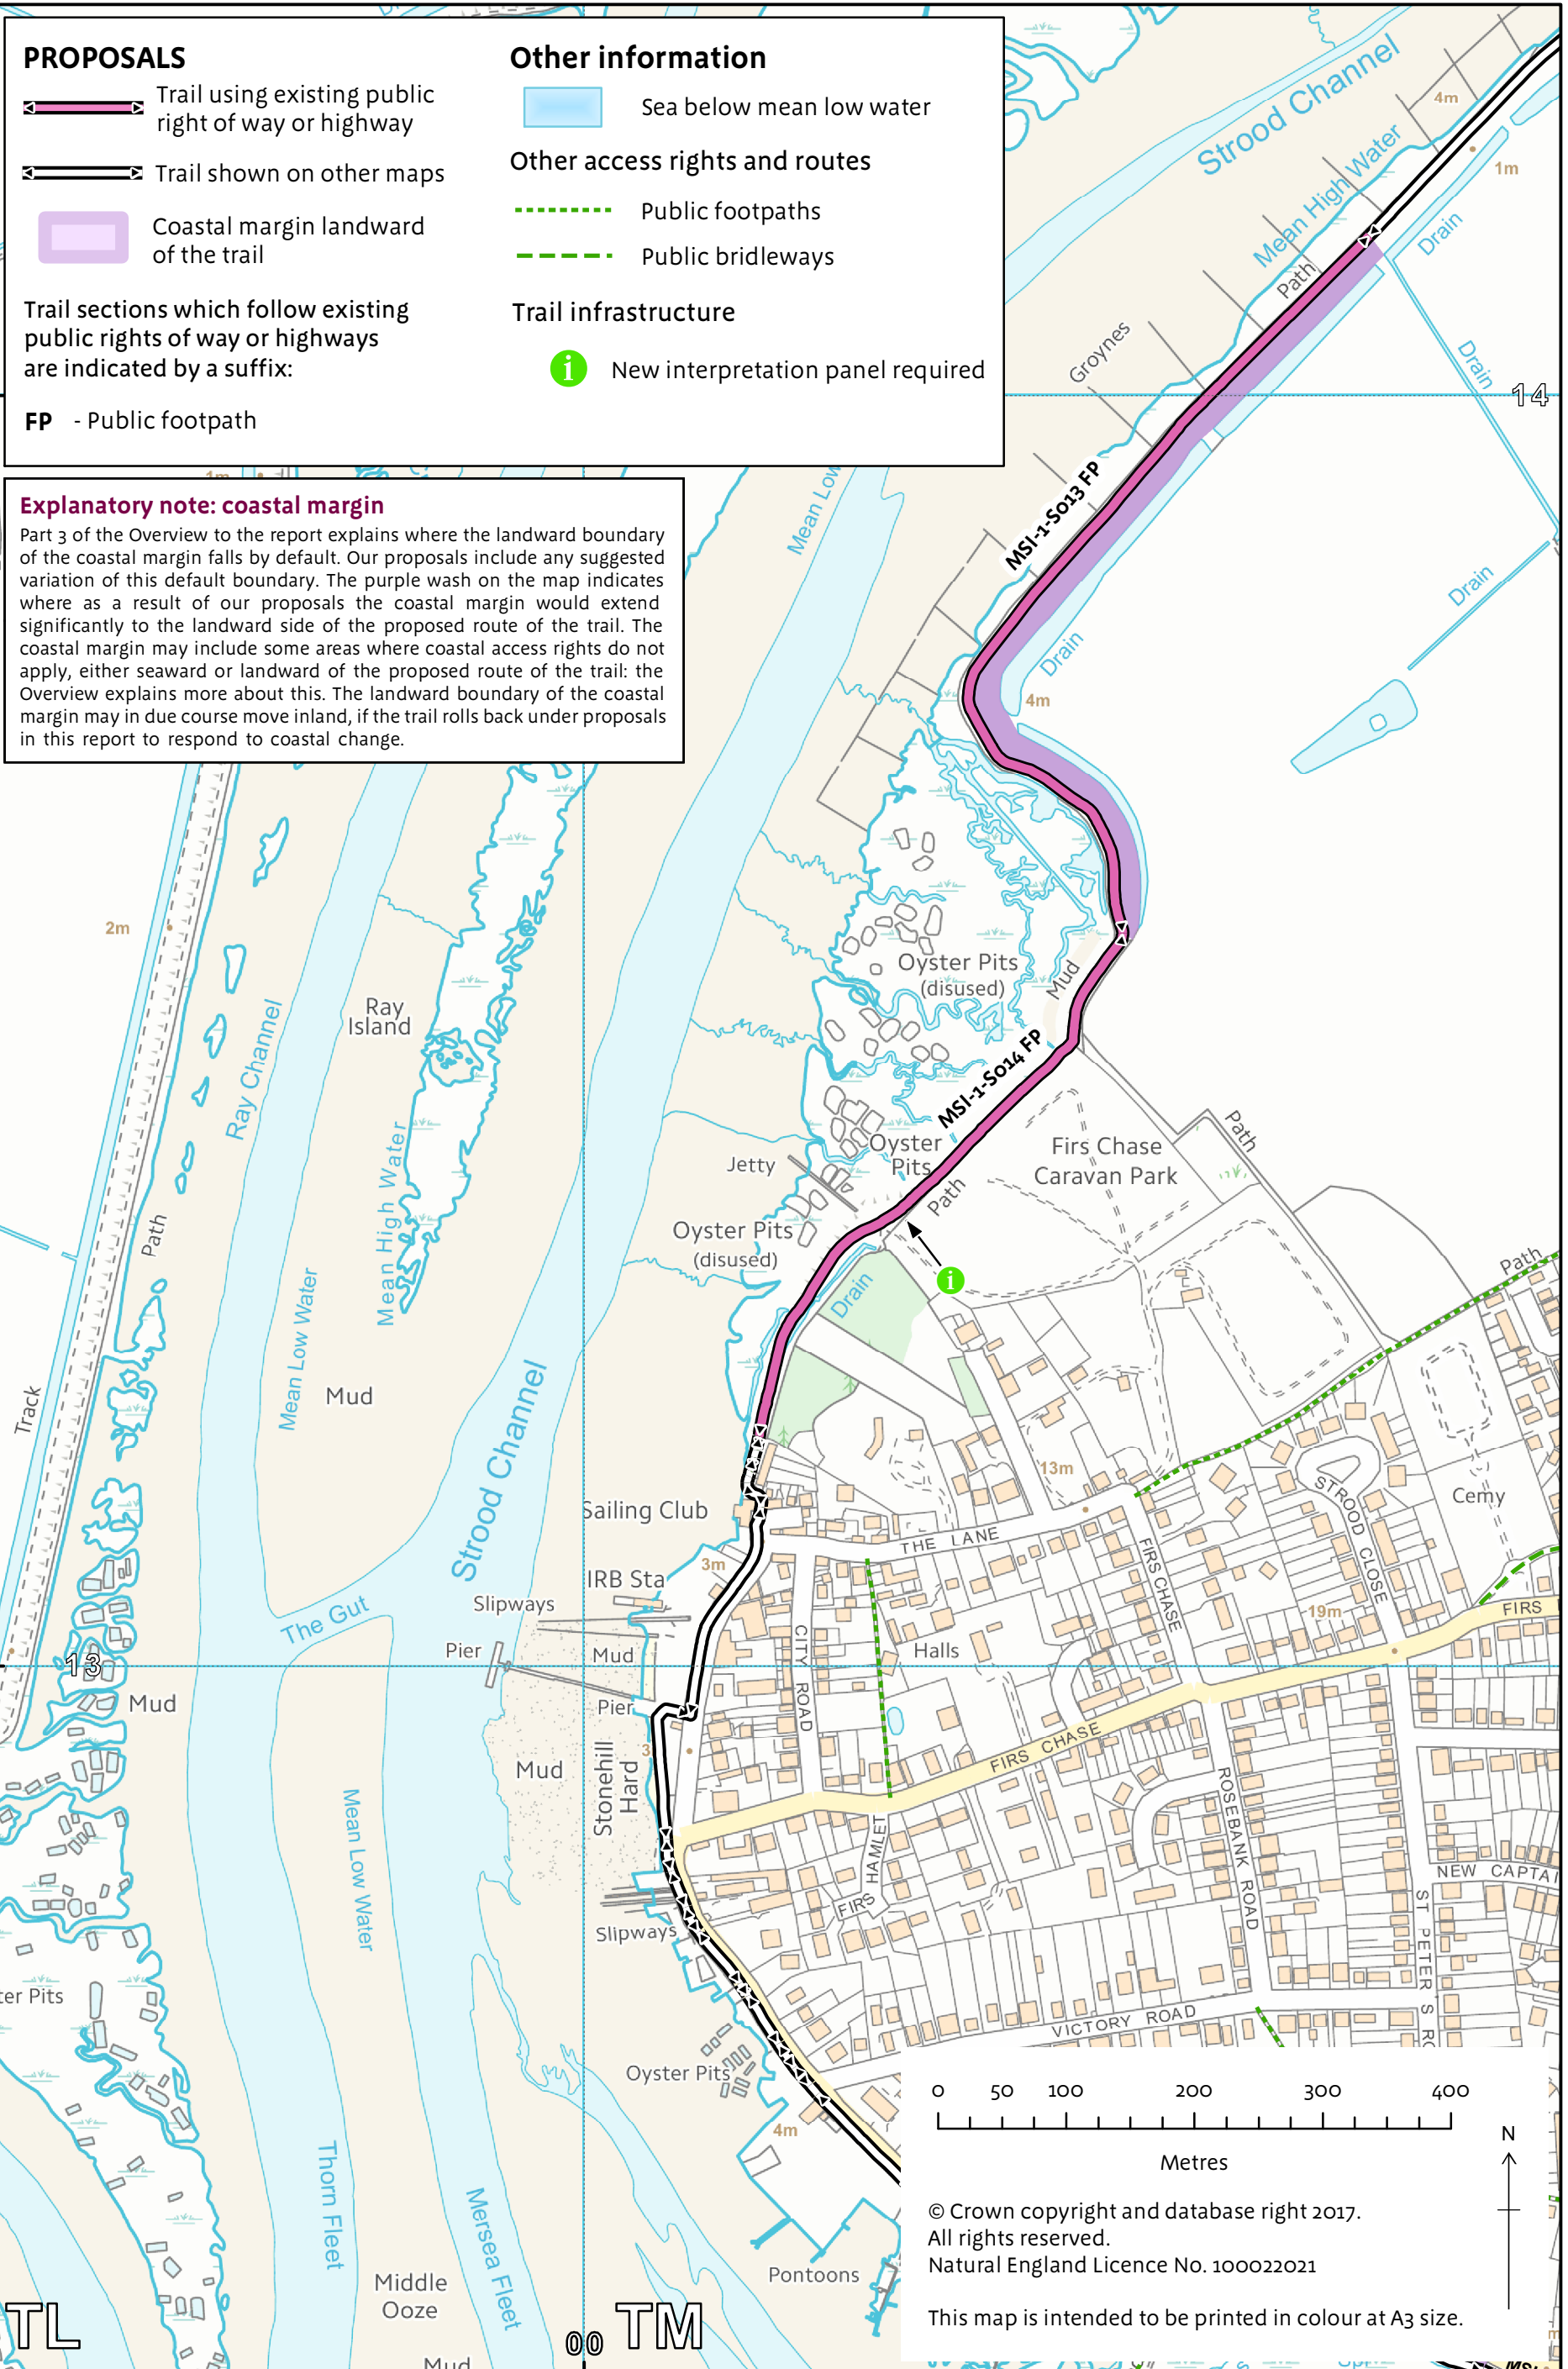 PROPOSALS
Trail using existing public
right of way or highway
Trail shown on other maps
Coastal margin landward
of the trail
Trail sections which follow existing
public rights of way or highways
are indicated by a suffix:
FP - Public footpath
Other information
Sea below mean low water
Other access rights and routes
Public footpaths
Public bridleways
Trail infrastructure
i New interpretation panel required
Explanatory note: coastal margin
Part 3 of the Overview to the report explains where the landward boundary
of the coastal margin falls by default. Our proposals include any suggested
variation of this default boundary. The purple wash on the map indicates
where as a result of our proposals the coastal margin would extend
significantly to the landward side of the proposed route of the trail. The
coastal margin may include some areas where coastal access rights do not
apply, either seaward or landward of the proposed route of the trail: the
Overview explains more about this. The landward boundary of the coastal
margin may in due course move inland, if the trail rolls back under proposals
in this report to respond to coastal change.
Strood Channel
4m
1m
Mean High Water
Drain
Path
Groynes
Drain
14
Mean Low
MSI-1-S013 FP
Drain
Drain
4m
1m
2m
Oyster Pits
(disused)
Mud
Ray
Island
Ray Channel
MSI-1-S014 FP
Oyster
Pits
Firs Chase
Caravan Park
Path
Jetty
Path
Mean High Water
Path
Oyster Pits
(disused)
Drain
i
Path
Mean Low Water
Mud
Track
Strood Channel
13m
STROOD CLOSE
Cemy
Sailing Club
THE LANE
FIRS CHASE
3m
IRB Sta
Slipways
The Gut
19m
FIRS
Pier
Mud
CITY ROAD
Halls
13
Mud
Pier
3
Mud
Stonehill
Hard
FIRS CHASE
Mean Low Water
ROSEBANK ROAD
FIRS HAMLET
NEW CAPTAI
Slipways
ST PETER'S RO
ter Pits
VICTORY ROAD
Oyster Pits
4m
Thorn Fleet
Mersea Fleet
Middle
Ooze
Pontoons
TL
00
TM
Mud
0 50 100 200 300 400
Metres
N
© Crown copyright and database right 2017.
All rights reserved.
Natural England Licence No. 100022021
This map is intended to be printed in colour at A3 size.